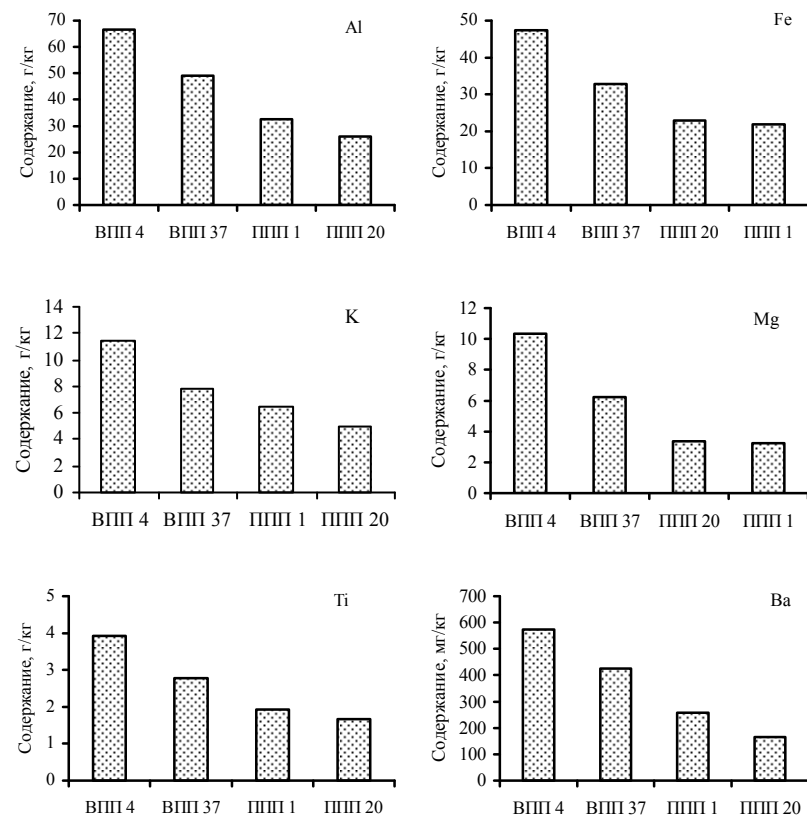 Al
Содержание, г/кг
70
60
50
40
30
20
10
0
ВПП 4 ВПП 37 ППП 1 ППП 20
Fe
Содержание, г/кг
50
40
30
20
10
0
ВПП 4 ВПП 37 ППП 20 ППП 1
K
Содержание, г/кг
14
12
10
8
6
4
2
0
ВПП 4 ВПП 37 ППП 1 ППП 20
Mg
Содержание, г/кг
12
10
8
6
4
2
0
ВПП 4 ВПП 37 ППП 20 ППП 1
Ti
Содержание, г/кг
5
4
3
2
1
0
ВПП 4 ВПП 37 ППП 1 ППП 20
Ba
Содержание, мг/кг
700
600
500
400
300
200
100
0
ВПП 4 ВПП 37 ППП 1 ППП 20